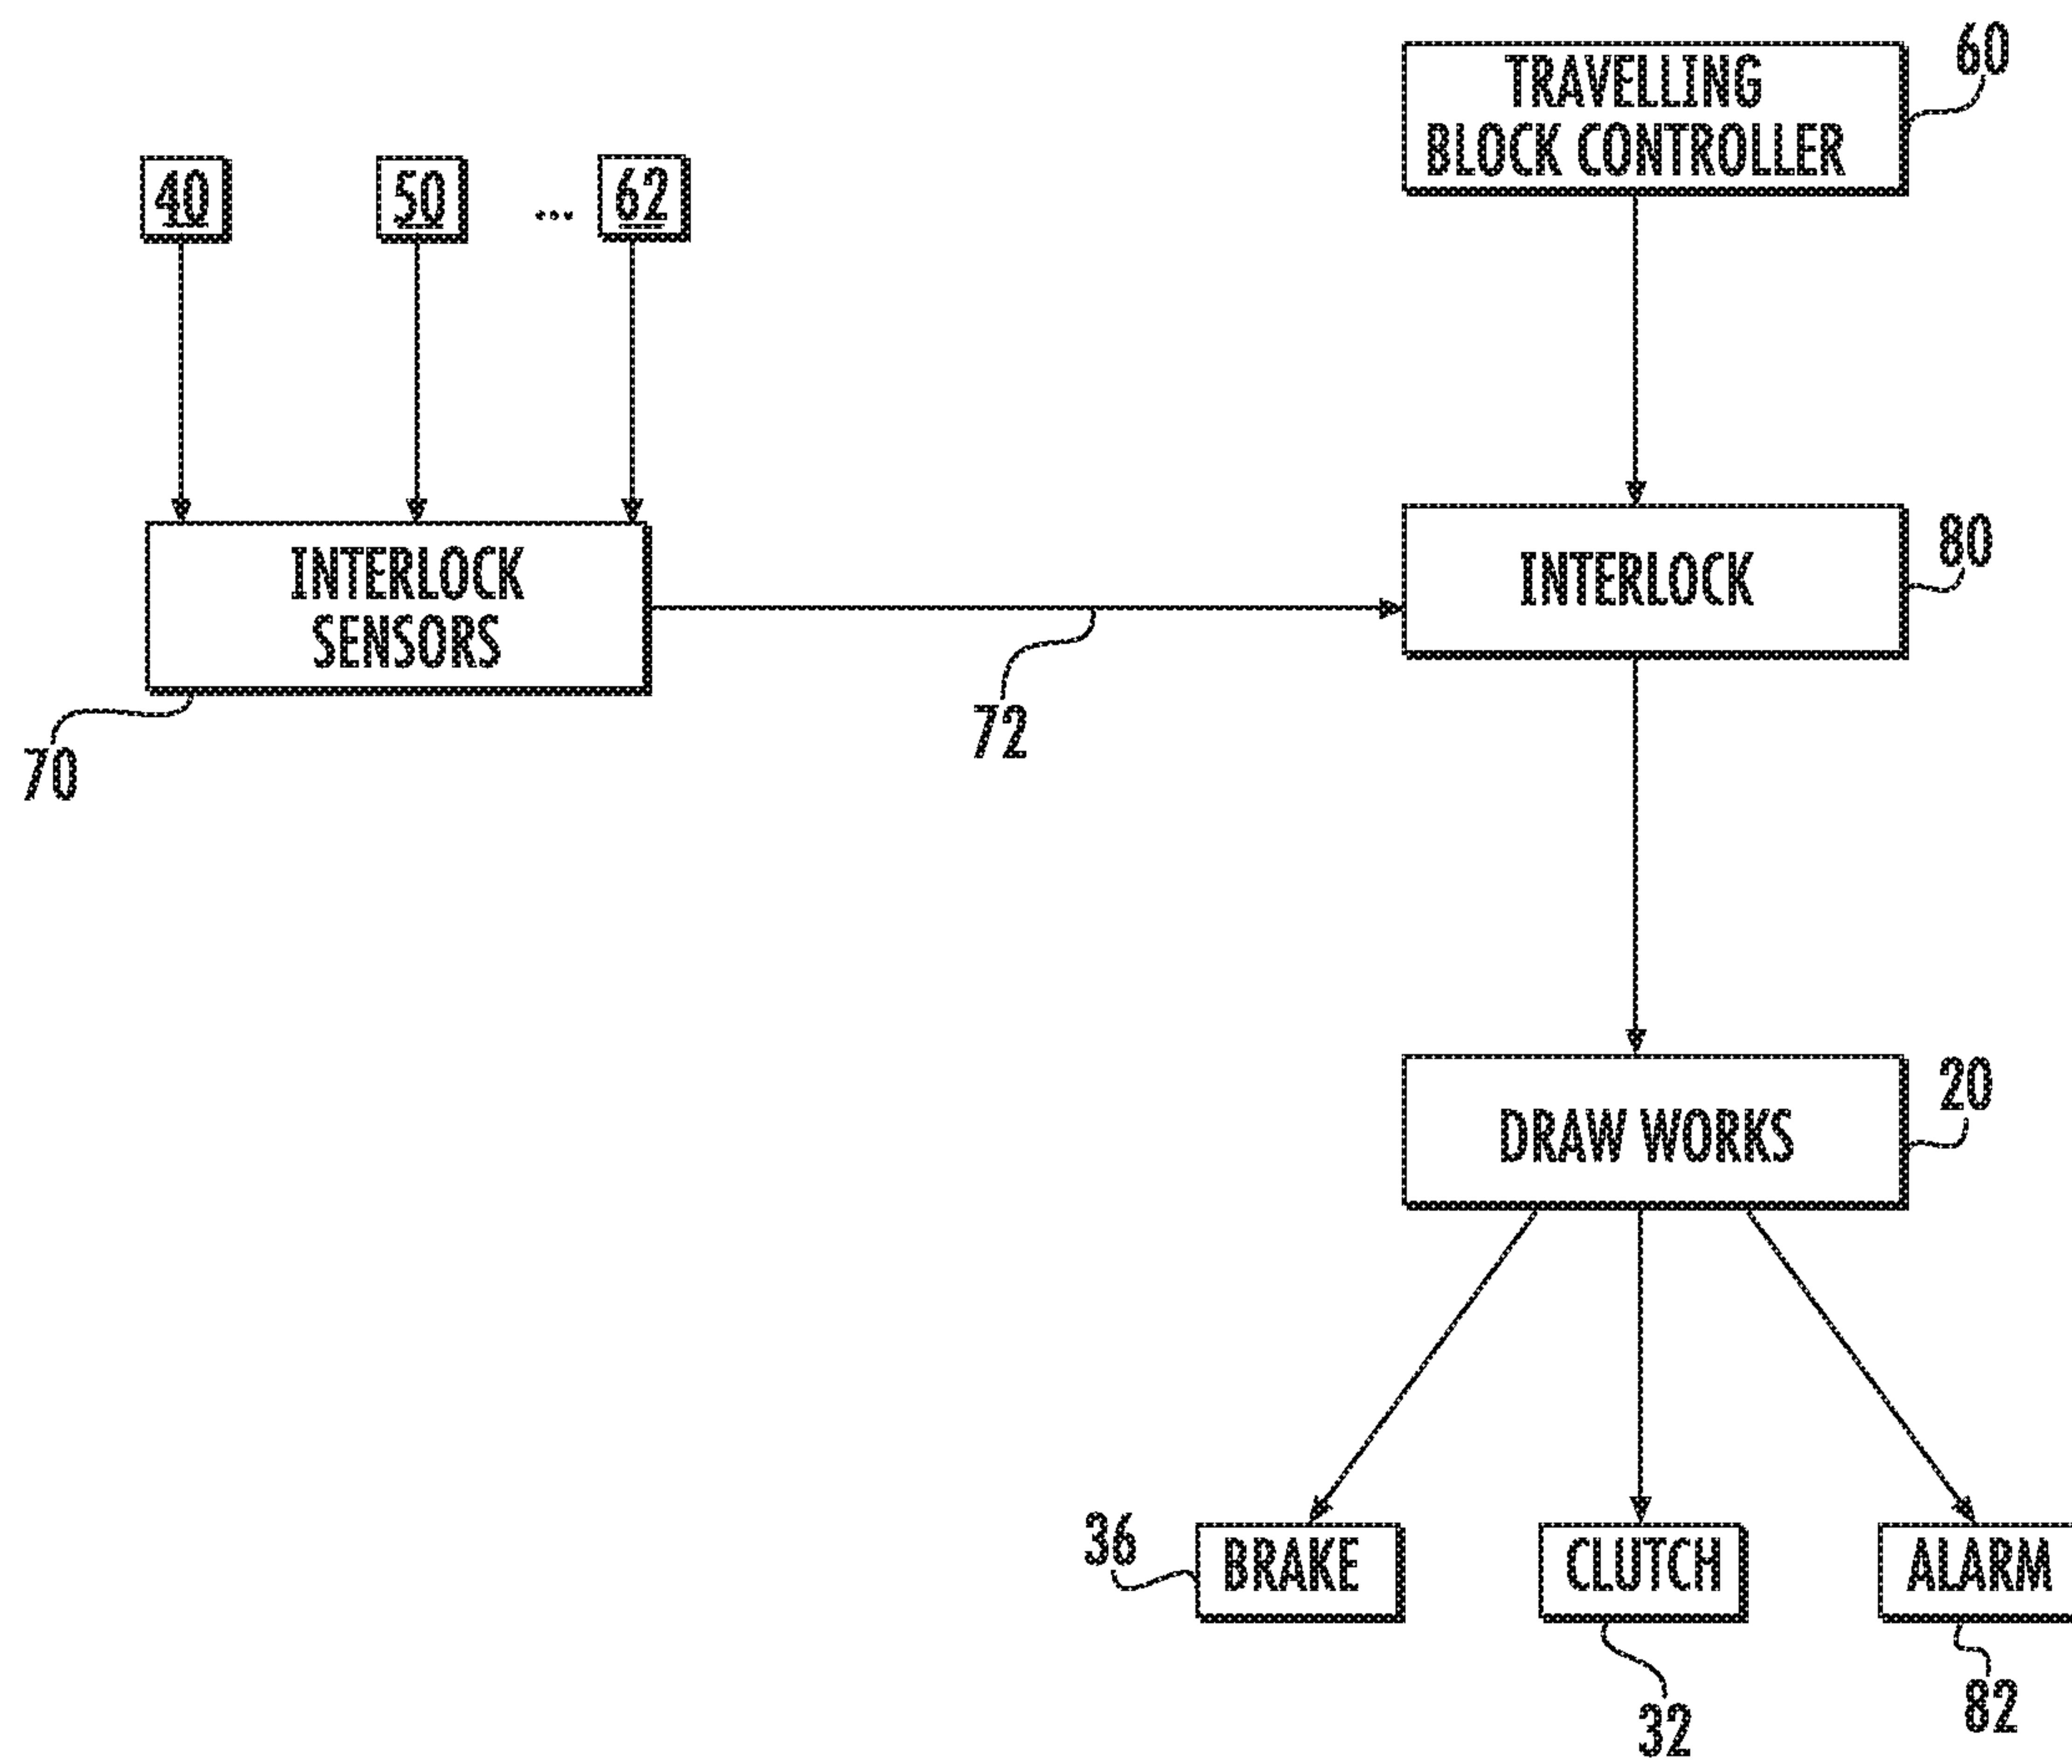 TRAVELLING
BLOCK CONTROLLER
60
40
50
...
62
INTERLOCK
SENSORS
70
72
INTERLOCK
80
DRAW WORKS
20
36
BRAKE
CLUTCH
ALARM
32
82